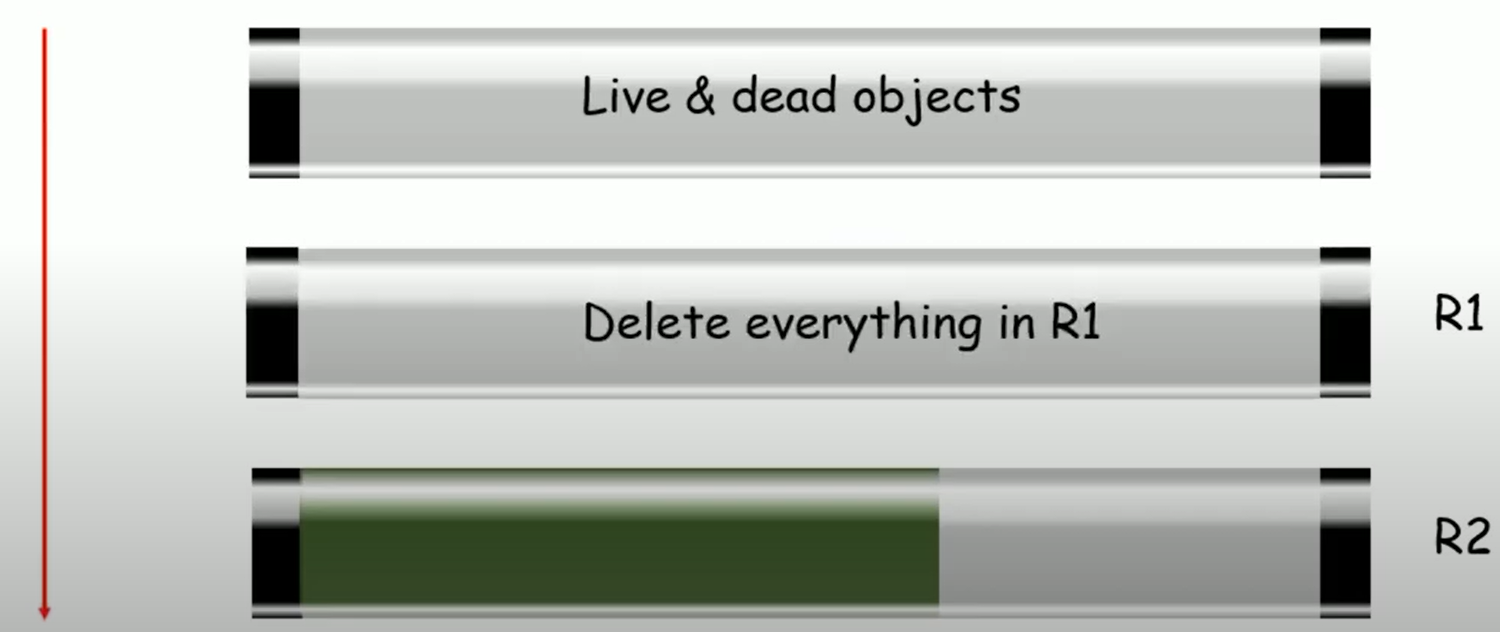 Live & dead objects
Delete everything in R1
R1
R2